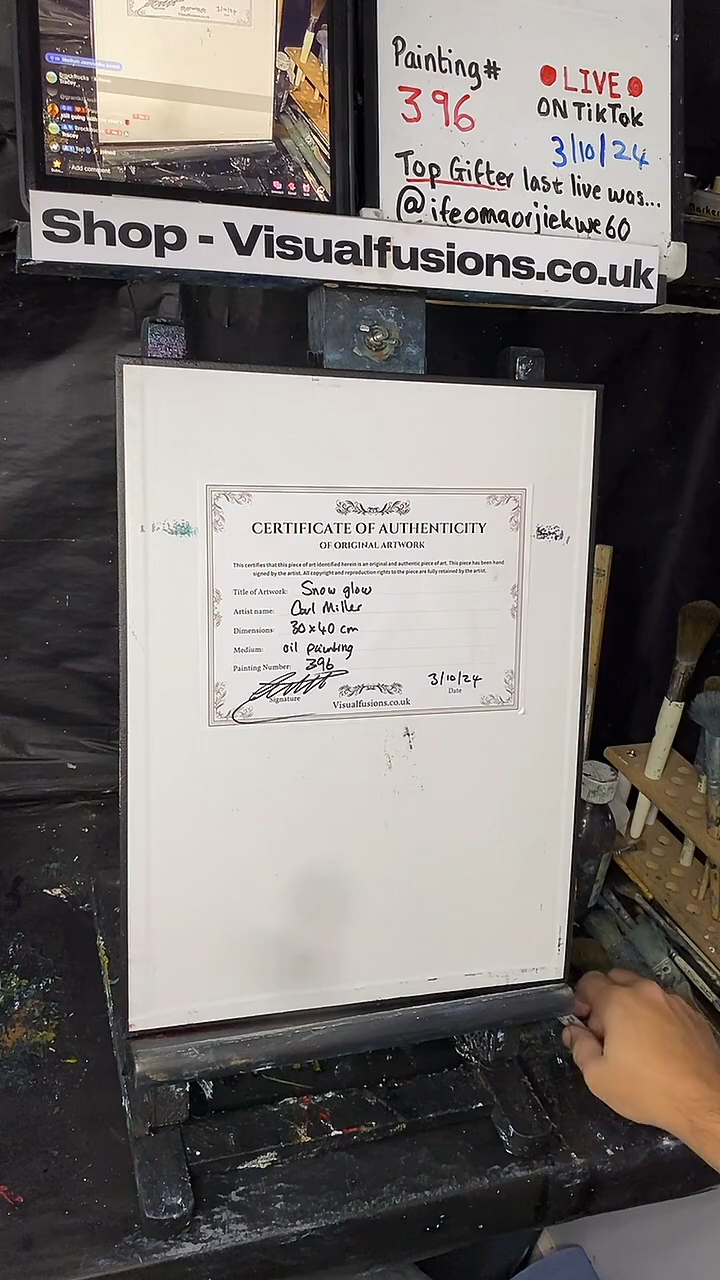 Painting#
396
LIVE
ON TikTok
3/10/24
Top Gifter last live was...
@ifeomaorjiekwe60
Shop - Visualfusions.co.uk
CERTIFICATE OF AUTHENTICITY
OF ORIGINAL ARTWORK
This certifies that this piece of art identified herein is an original and authentic piece of art. This piece has been hand
signed by the artist. All copyright and reproduction rights to the piece are fully retained by the artist.
Title of Artwork: Snow glow
Artist name: Carl Miller
Dimensions: 30x40 cm
Medium: oil painting
Painting Number: 396
3/10/24
Signature
Date
Visualfusions.co.uk
Add comment